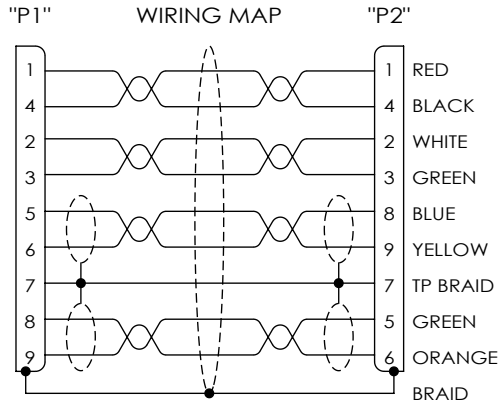 "P1" WIRING MAP "P2"
1 1 RED
4 4 BLACK
2 2 WHITE
3 3 GREEN
5 8 BLUE
6 9 YELLOW
7 7 TP BRAID
8 5 GREEN
9 6 ORANGE
BRAID